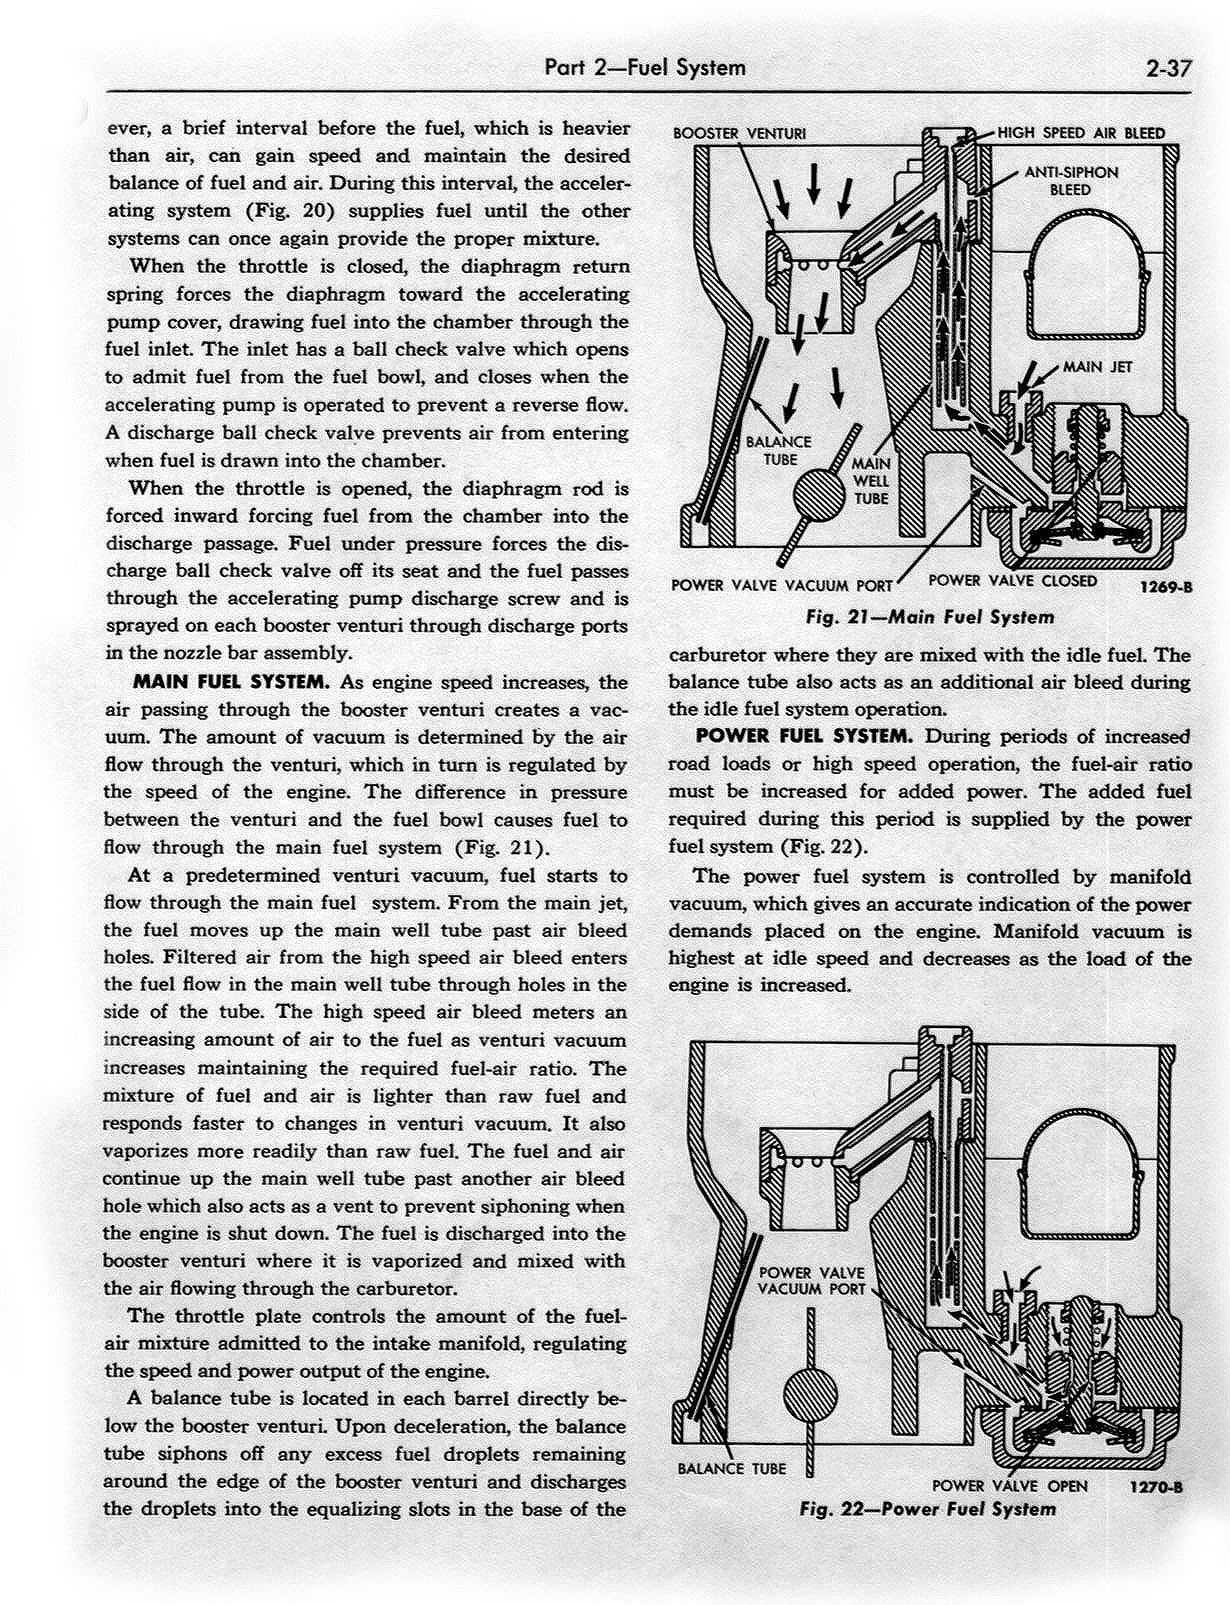 Part 2—Fuel System
2-37
ever, a brief interval before the fuel, which is heavier
than air, can gain speed and maintain the desired
balance of fuel and air. During this interval, the acceler-
ating system (Fig. 20) supplies fuel until the other
systems can once again provide the proper mixture.
When the throttle is closed, the diaphragm return
spring forces the diaphragm toward the accelerating
pump cover, drawing fuel into the chamber through the
fuel inlet. The inlet has a ball check valve which opens
to admit fuel from the fuel bowl, and closes when the
accelerating pump is operated to prevent a reverse flow.
A discharge ball check valve prevents air from entering
when fuel is drawn into the chamber.
When the throttle is opened, the diaphragm rod is
forced inward forcing fuel from the chamber into the
discharge passage. Fuel under pressure forces the dis-
charge ball check valve off its seat and the fuel passes
through the accelerating pump discharge screw and is
sprayed on each booster venturi through discharge ports
in the nozzle bar assembly.
MAIN FUEL SYSTEM. As engine speed increases, the
air passing through the booster venturi creates a vac-
uum. The amount of vacuum is determined by the air
flow through the venturi, which in turn is regulated by
the speed of the engine. The difference in pressure
between the venturi and the fuel bowl causes fuel to
flow through the main fuel system (Fig. 21).
At a predetermined venturi vacuum, fuel starts to
flow through the main fuel system. From the main jet,
the fuel moves up the main well tube past air bleed
holes. Filtered air from the high speed air bleed enters
the fuel flow in the main well tube through holes in the
side of the tube. The high speed air bleed meters an
increasing amount of air to the fuel as venturi vacuum
increases maintaining the required fuel-air ratio. The
mixture of fuel and air is lighter than raw fuel and
responds faster to changes in venturi vacuum. It also
vaporizes more readily than raw fuel. The fuel and air
continue up the main well tube past another air bleed
hole which also acts as a vent to prevent siphoning when
the engine is shut down. The fuel is discharged into the
booster venturi where it is vaporized and mixed with
the air flowing through the carburetor.
The throttle plate controls the amount of the fuel-
air mixture admitted to the intake manifold, regulating
the speed and power output of the engine.
A balance tube is located in each barrel directly be-
low the booster venturi. Upon deceleration, the balance
tube siphons off any excess fuel droplets remaining
around the edge of the booster venturi and discharges
the droplets into the equalizing slots in the base of the
BOOSTER VENTURI
HIGH SPEED AIR BLEED
ANTI-SIPHON
BLEED
MAIN JET
BALANCE
TUBE
MAIN
WELL
TUBE
POWER VALVE VACUUM PORT
POWER VALVE CLOSED
1269-B
Fig. 21—Main Fuel System
carburetor where they are mixed with the idle fuel. The
balance tube also acts as an additional air bleed during
the idle fuel system operation.
POWER FUEL SYSTEM. During periods of increased
road loads or high speed operation, the fuel-air ratio
must be increased for added power. The added fuel
required during this period is supplied by the power
fuel system (Fig. 22).
The power fuel system is controlled by manifold
vacuum, which gives an accurate indication of the power
demands placed on the engine. Manifold vacuum is
highest at idle speed and decreases as the load of the
engine is increased.
POWER VALVE
VACUUM PORT
BALANCE TUBE
POWER VALVE OPEN
1270-B
Fig. 22—Power Fuel System